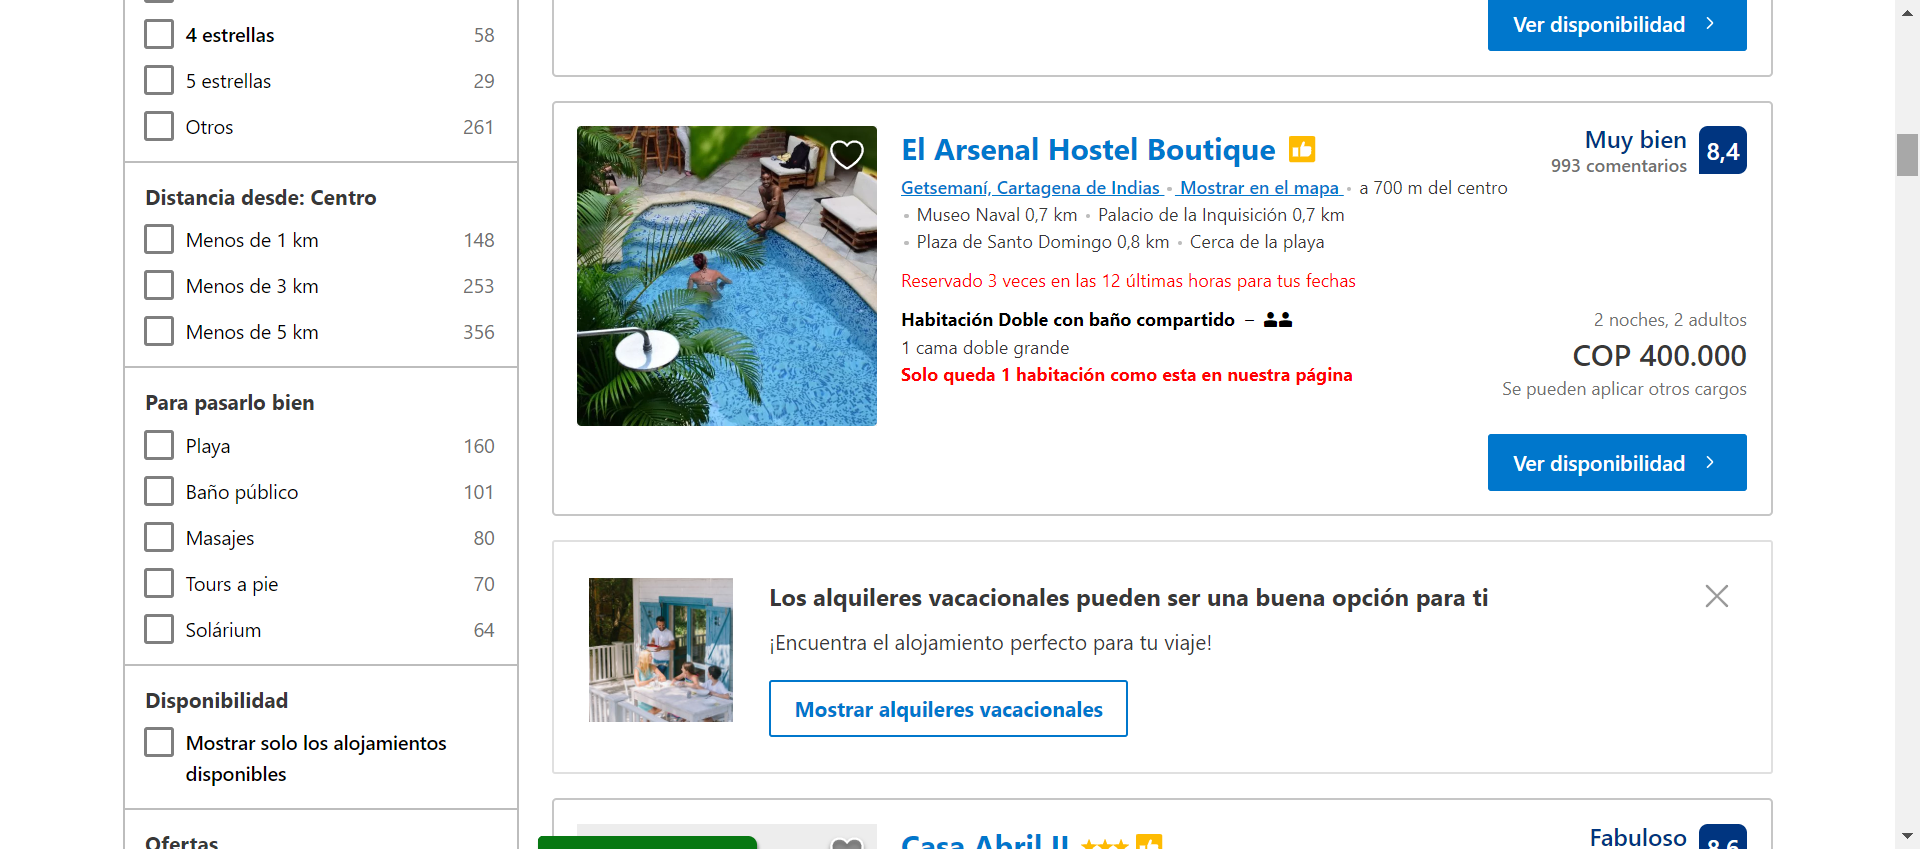 4 estrellas 58
5 estrellas 29
Otros 261
Distancia desde: Centro
Menos de 1 km 148
Menos de 3 km 253
Menos de 5 km 356
Para pasarlo bien
Playa 160
Baño público 101
Masajes 80
Tours a pie 70
Solárium 64
Disponibilidad
Mostrar solo los alojamientos
disponibles
Ofertas
Ver disponibilidad
El Arsenal Hostel Boutique
Muy bien
993 comentarios
8,4
Getsemaní, Cartagena de Indias • Mostrar en el mapa • a 700 m del centro
• Museo Naval 0,7 km • Palacio de la Inquisición 0,7 km
• Plaza de Santo Domingo 0,8 km • Cerca de la playa
Reservado 3 veces en las 12 últimas horas para tus fechas
Habitación Doble con baño compartido –
1 cama doble grande
Solo queda 1 habitación como esta en nuestra página
2 noches, 2 adultos
COP 400.000
Se pueden aplicar otros cargos
Ver disponibilidad
Los alquileres vacacionales pueden ser una buena opción para ti
¡Encuentra el alojamiento perfecto para tu viaje!
Mostrar alquileres vacacionales
Casa Abril II
Fabuloso
8,6